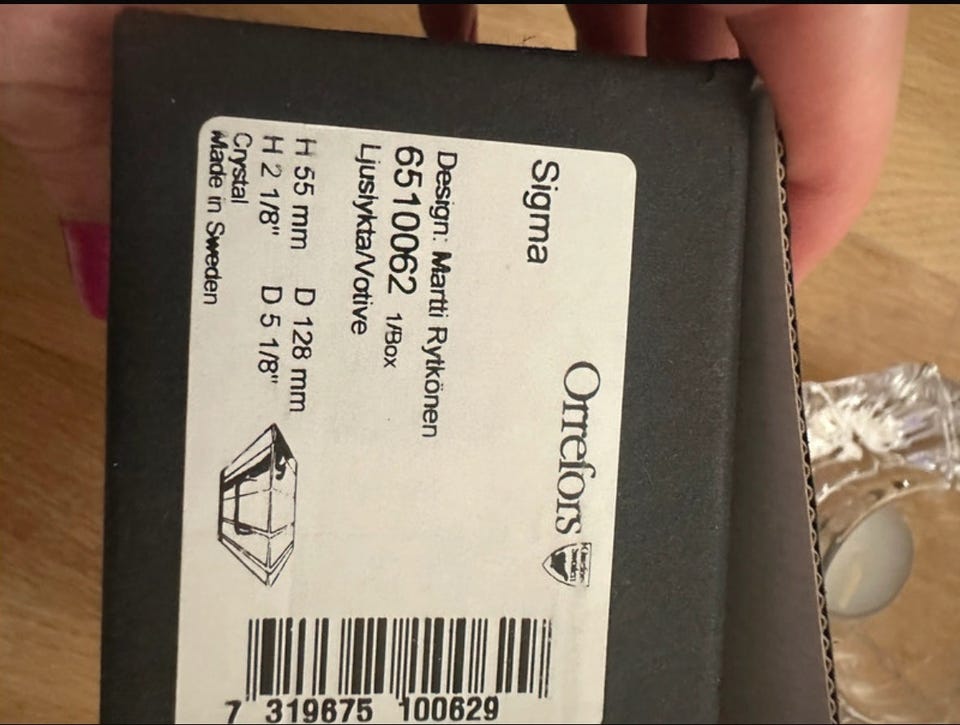 Sigma
Orrefors
Design: Martti Rytkönen
6510062 1/Box
Ljuslykta/Votive
H 55 mm D 128 mm
H 2 1/8" D 5 1/8"
Crystal
Made in Sweden
7 319675 100629